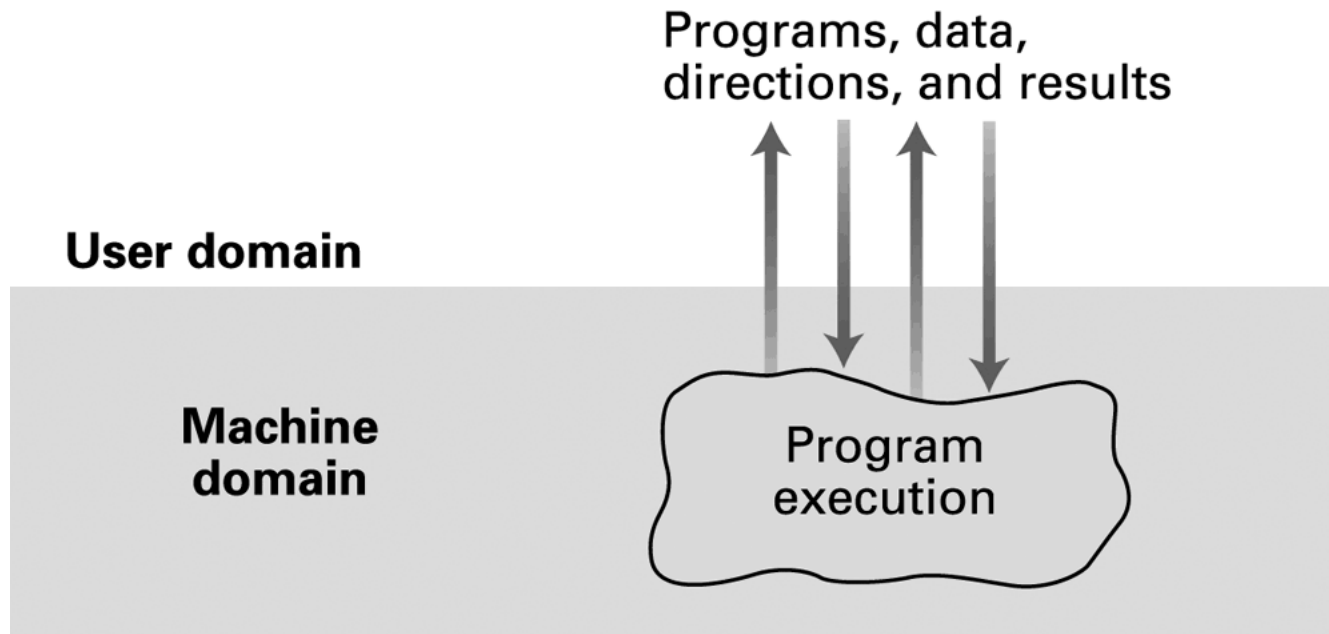 Programs, data,
directions, and results
User domain
Machine
domain
Program
execution